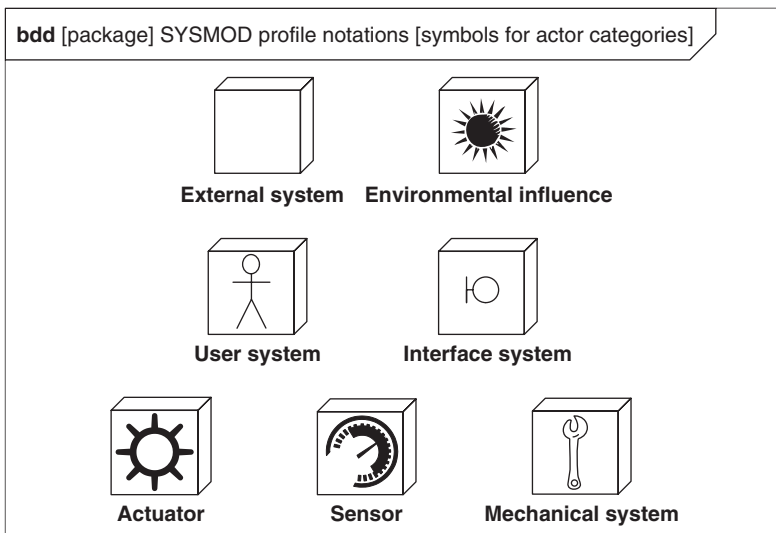 bdd [package] SYSMOD profile notations [symbols for actor categories]
External system
Environmental influence
User system
Interface system
Actuator
Sensor
Mechanical system